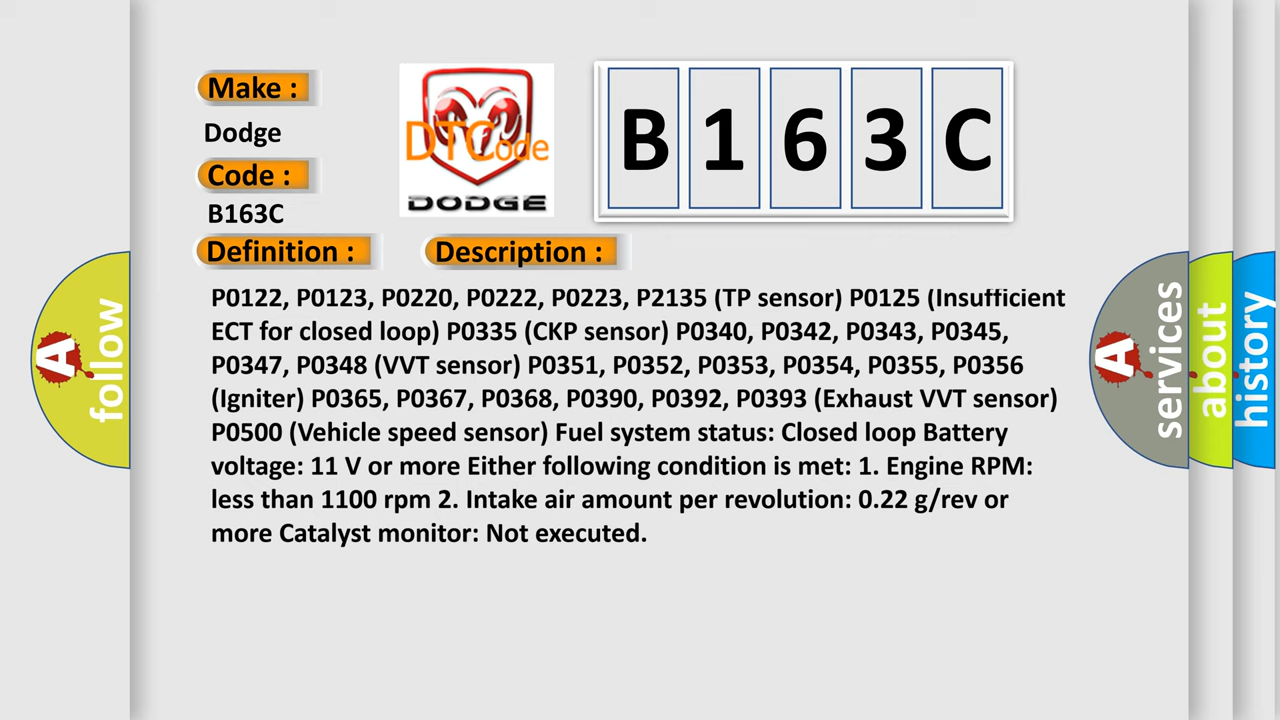 Make :
Dodge
Code :
B163C
DTCode
DODGE
B 1 6 3 C
Definition :
Description :
P0122, P0123, P0220, P0222, P0223, P2135 (TP sensor) P0125 (Insufficient
ECT for closed loop) P0335 (CKP sensor) P0340, P0342, P0343, P0345,
P0347, P0348 (VVT sensor) P0351, P0352, P0353, P0354, P0355, P0356
(Igniter) P0365, P0367, P0368, P0390, P0392, P0393 (Exhaust VVT sensor)
P0500 (Vehicle speed sensor) Fuel system status: Closed loop Battery
voltage: 11 V or more Either following condition is met: 1. Engine RPM:
less than 1100 rpm 2. Intake air amount per revolution: 0.22 g/rev or
more Catalyst monitor: Not executed.
A
follow
A
services
about
history